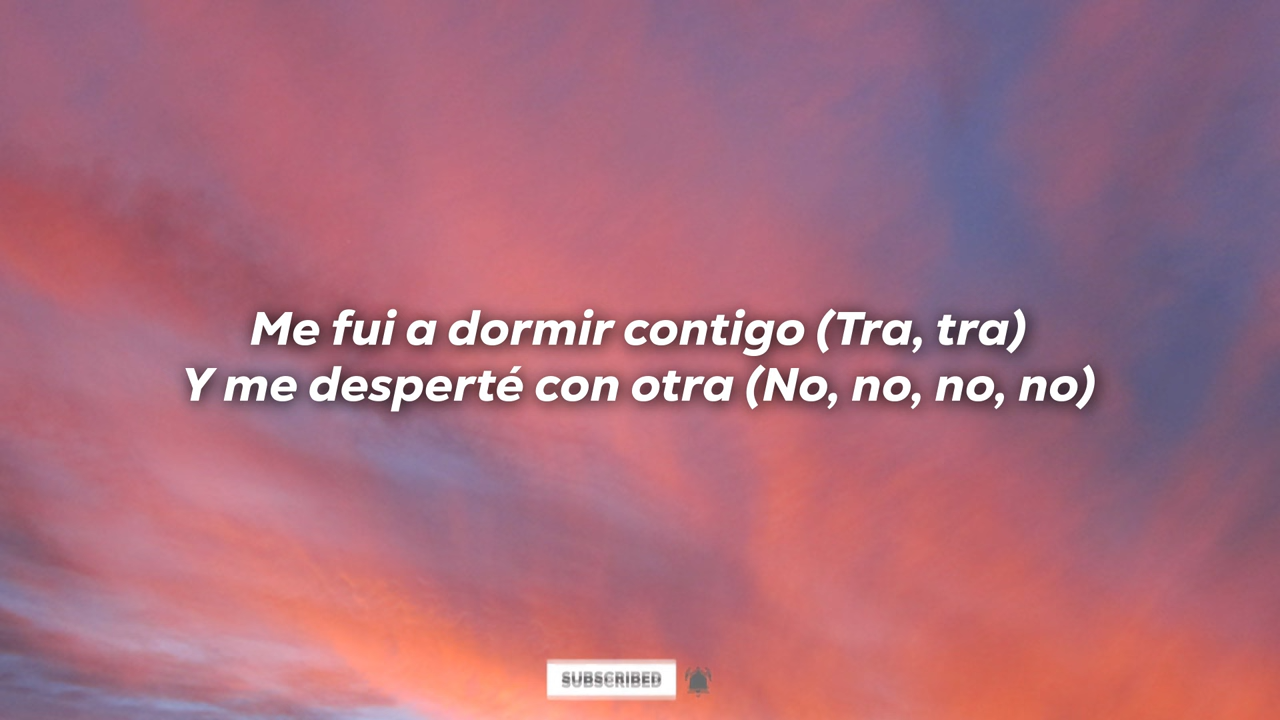 Me fui a dormir contigo (Tra, tra)
Y me desperté con otra (No, no, no, no)
SUBSCRIBED